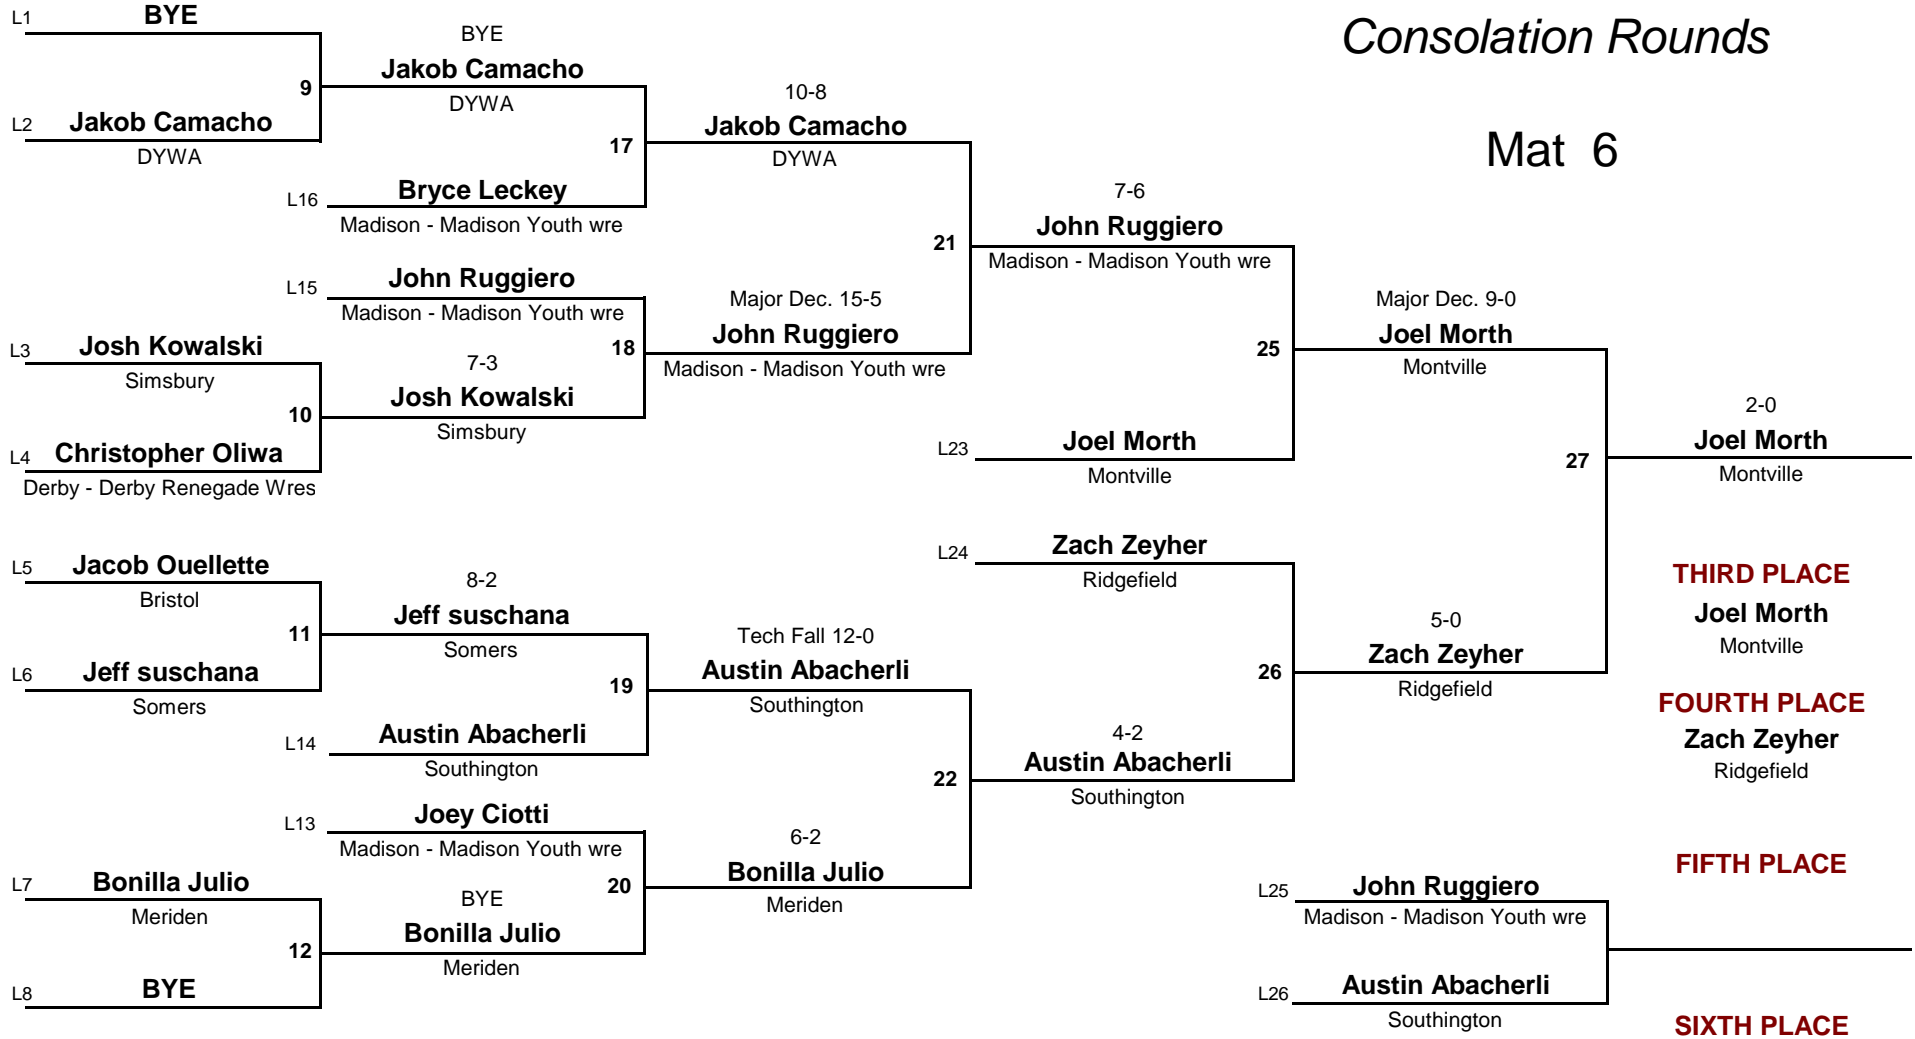 Consolation Rounds
Mat 6
L1 BYE
9
L2 Jakob Camacho
DYWA
BYE
Jakob Camacho
DYWA
17
L16 Bryce Leckey
Madison - Madison Youth wre
10-8
Jakob Camacho
DYWA
21
L15 John Ruggiero
Madison - Madison Youth wre
18
L3 Josh Kowalski
Simsbury
10
L4 Christopher Oliwa
Derby - Derby Renegade Wres
7-3
Josh Kowalski
Simsbury
Major Dec. 15-5
John Ruggiero
Madison - Madison Youth wre
7-6
John Ruggiero
Madison - Madison Youth wre
25
L23 Joel Morth
Montville
Major Dec. 9-0
Joel Morth
Montville
27
2-0
Joel Morth
Montville
L5 Jacob Ouellette
Bristol
11
L6 Jeff suschana
Somers
8-2
Jeff suschana
Somers
19
L14 Austin Abacherli
Southington
Tech Fall 12-0
Austin Abacherli
Southington
22
L13 Joey Ciotti
Madison - Madison Youth wre
20
L7 Bonilla Julio
Meriden
12
L8 BYE
BYE
Bonilla Julio
Meriden
6-2
Bonilla Julio
Meriden
L24 Zach Zeyher
Ridgefield
26
4-2
Austin Abacherli
Southington
5-0
Zach Zeyher
Ridgefield
THIRD PLACE
Joel Morth
Montville
FOURTH PLACE
Zach Zeyher
Ridgefield
FIFTH PLACE
L25 John Ruggiero
Madison - Madison Youth wre
L26 Austin Abacherli
Southington
SIXTH PLACE